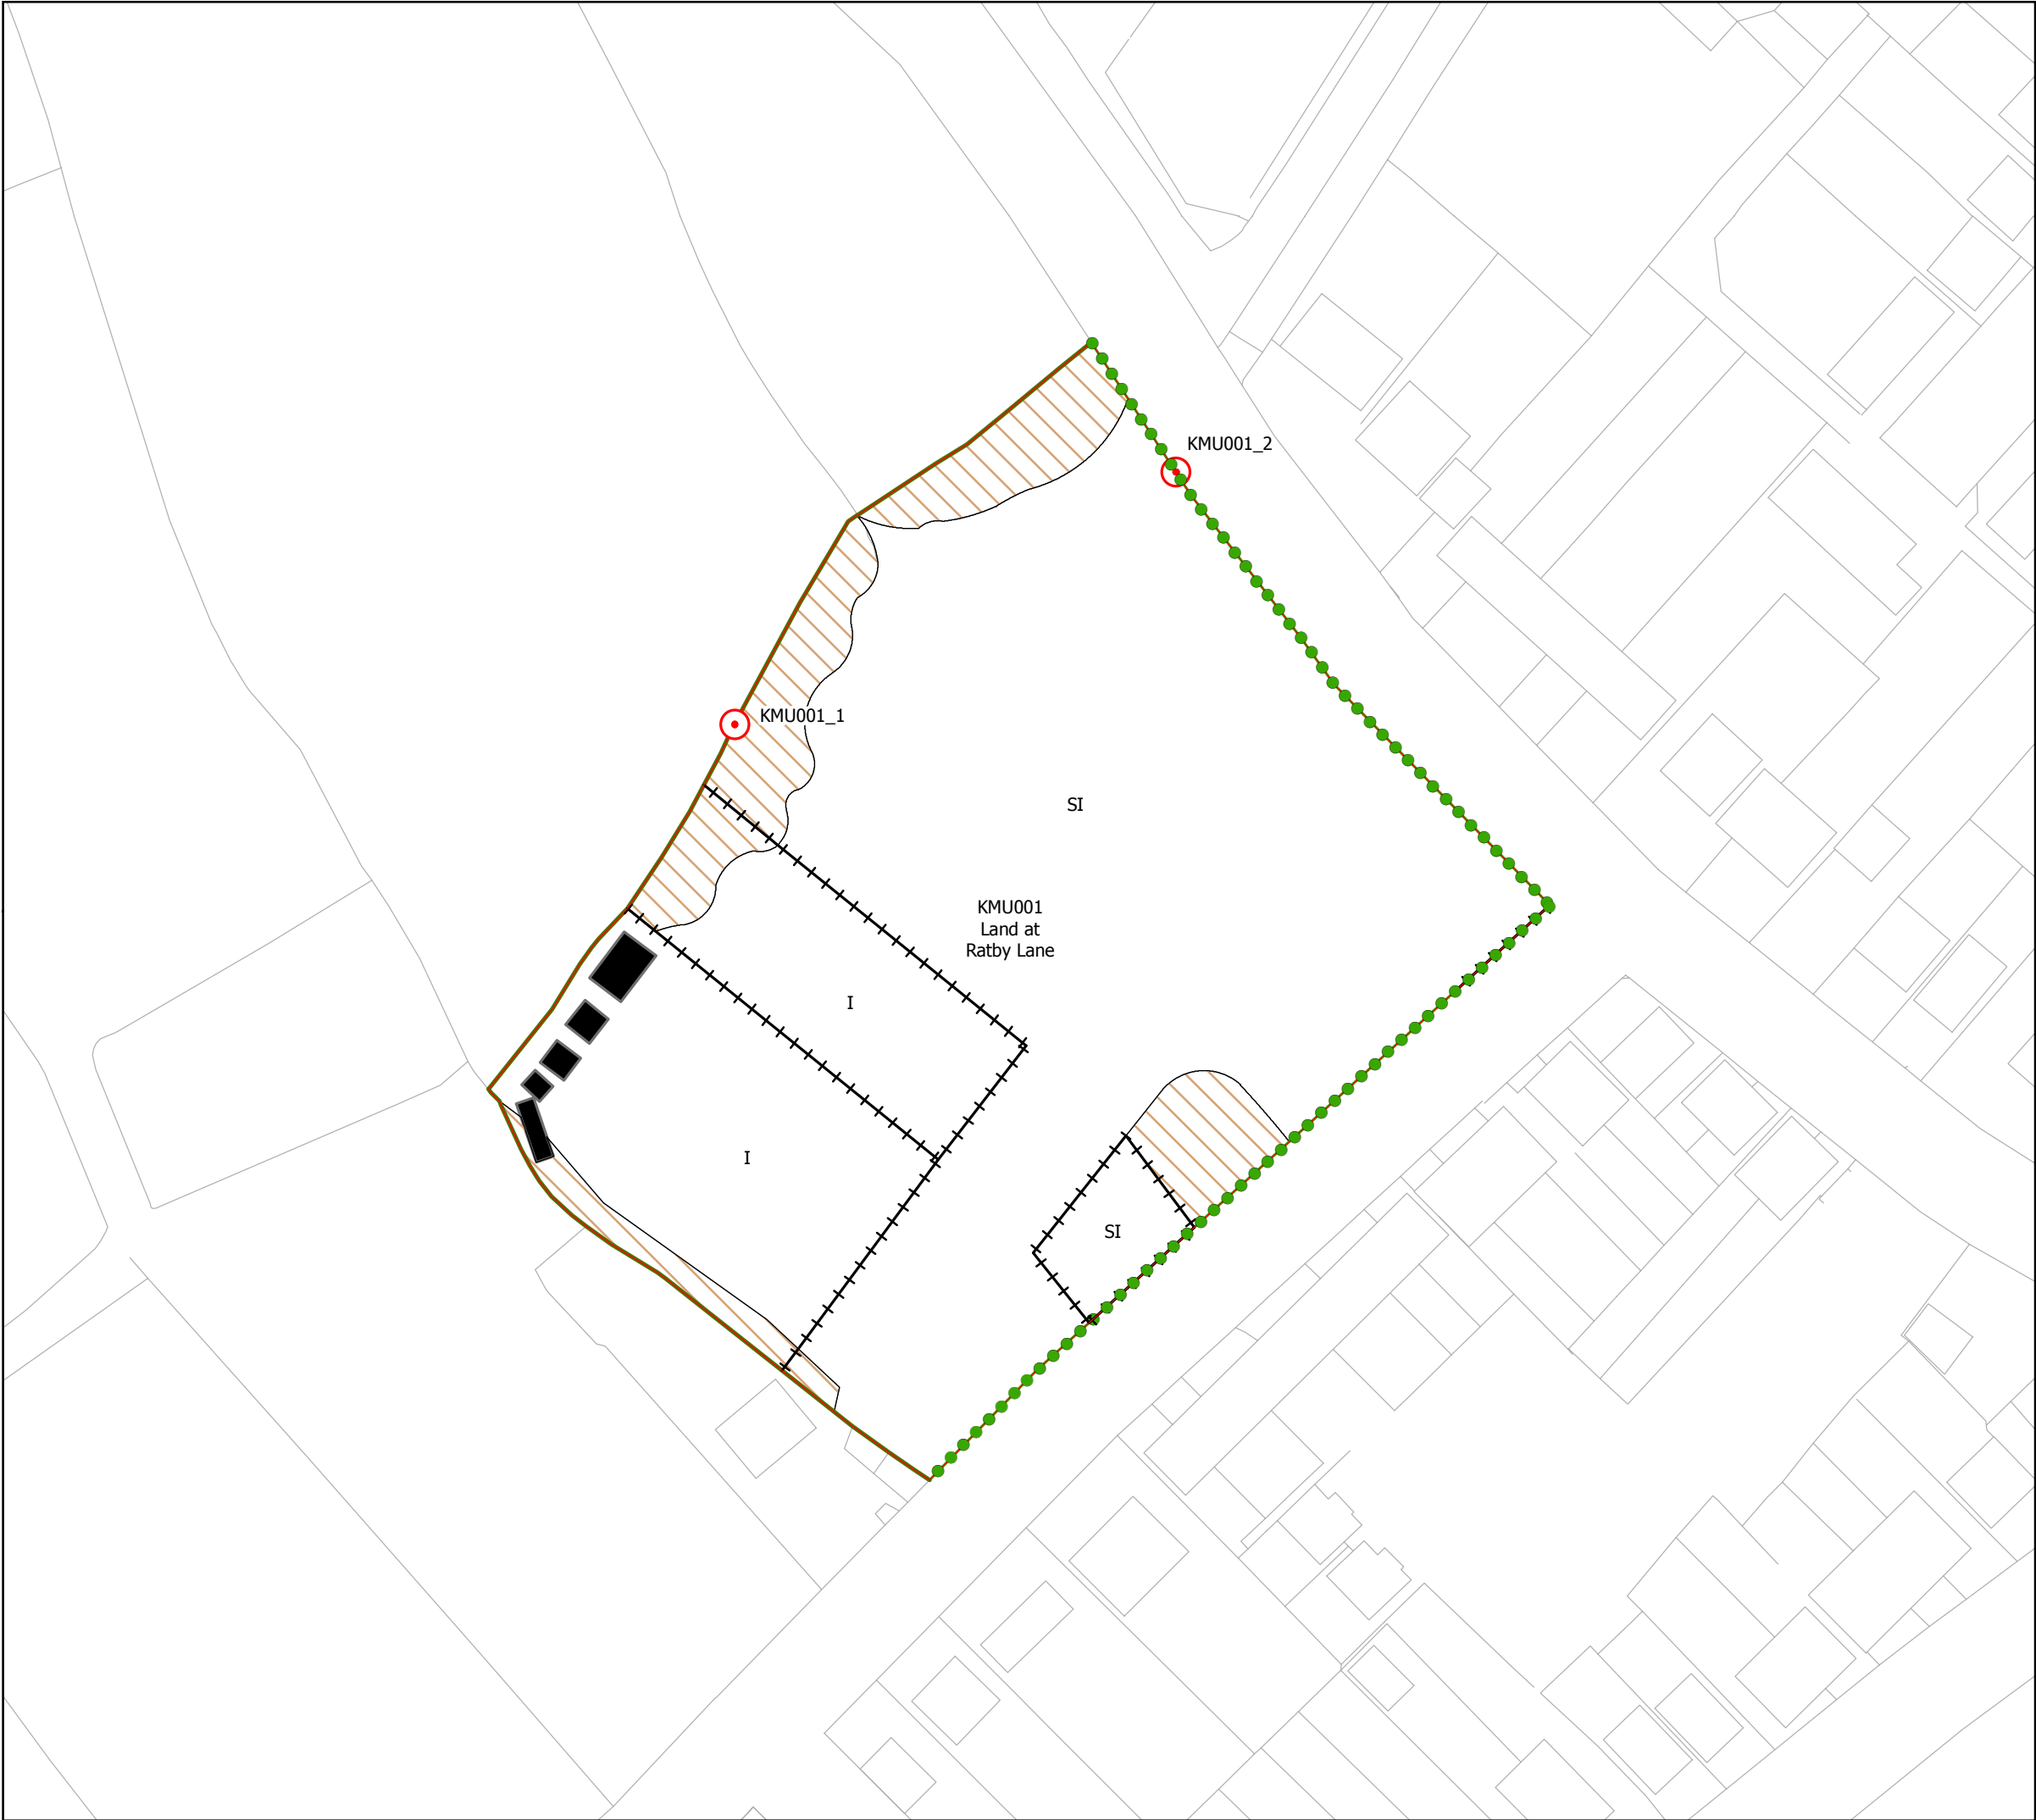 KMU001_2
KMU001_1
SI
KMU001
Land at
Ratby Lane
I
I
SI